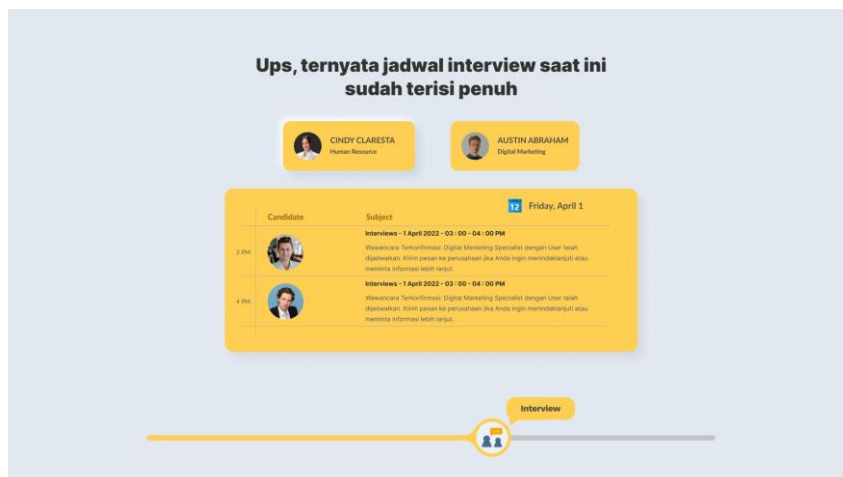 Ups, ternyata jadwal interview saat ini
sudah terisi penuh
CINDY CLARESTA
Human Resource
AUSTIN ABRAHAM
Digital Marketing
12 Friday, April 1
Candidate Subject
Interviews - 1 April 2022 - 03 : 00 - 04 : 00 PM
2 PM
Wawancara Terkonfirmasi: Digital Marketing Specialist dengan User telah
dijadwalkan. Kirim pesan ke perusahaan jika Anda ingin menindaklanjuti atau
meminta informasi lebih lanjut.
Interviews - 1 April 2022 - 03 : 00 - 04 : 00 PM
4 PM
Wawancara Terkonfirmasi: Digital Marketing Specialist dengan User telah
dijadwalkan. Kirim pesan ke perusahaan jika Anda ingin menindaklanjuti atau
meminta informasi lebih lanjut.
Interview